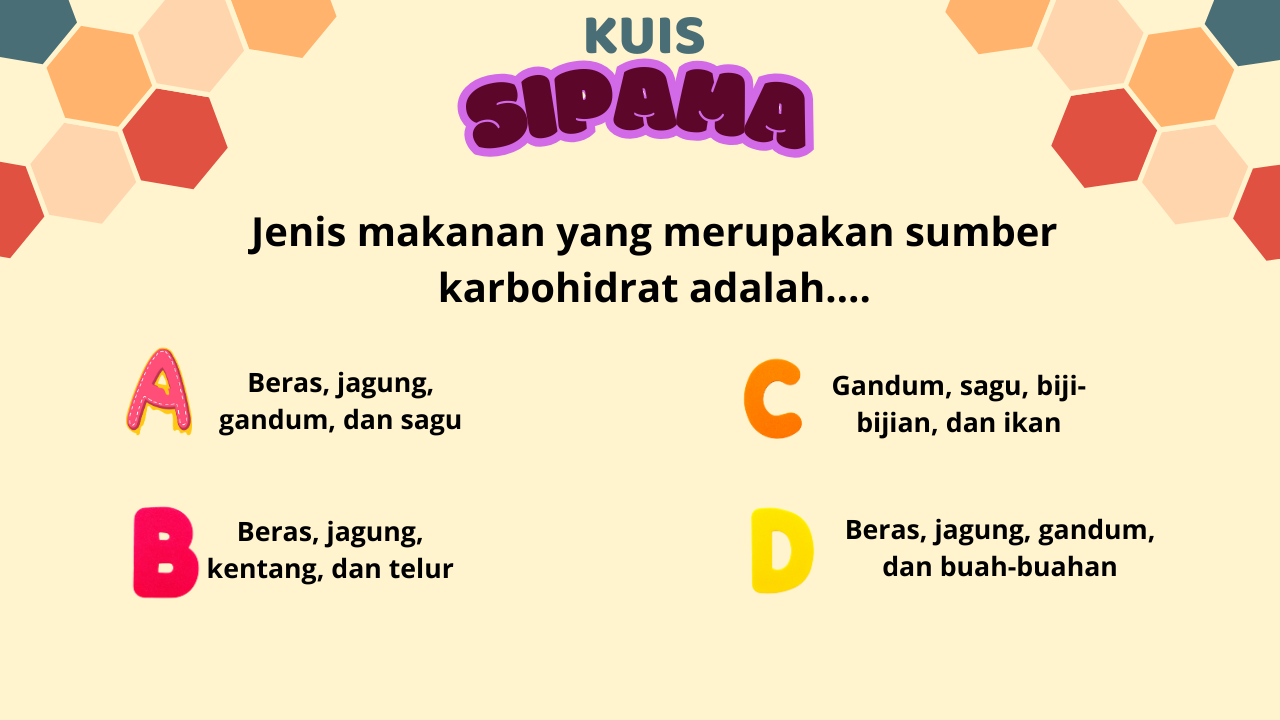 KUIS
SIPAMA
Jenis makanan yang merupakan sumber
karbohidrat adalah....
A
Beras, jagung,
gandum, dan sagu
B
Beras, jagung,
kentang, dan telur
C
Gandum, sagu, biji-
bijian, dan ikan
D
Beras, jagung, gandum,
dan buah-buahan